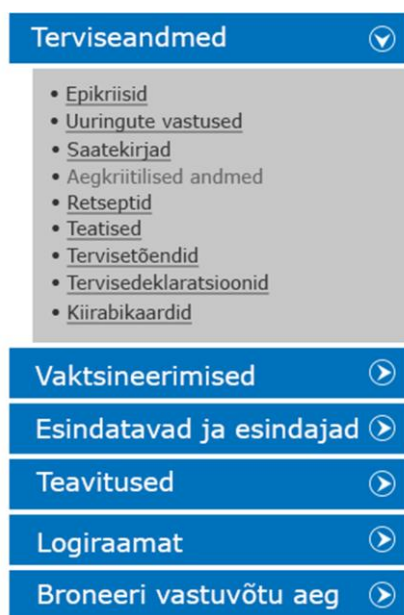 Terviseandmed
• Epikriisid
• Uuringute vastused
• Saatekirjad
• Aegkriitilised andmed
• Retseptid
• Teatised
• Tervisetõendid
• Tervisedeklaratsioonid
• Kiirabikaardid
Vaktsineerimised
Esindatavad ja esindajad
Teavitused
Logiraamat
Broneeri vastuvõtu aeg